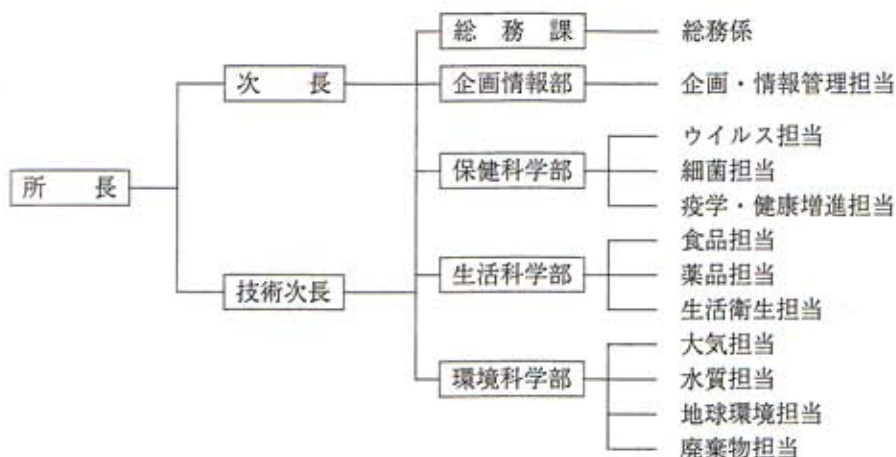 総務課 総務係
次長 企画情報部 企画・情報管理担当
ウイルス担当
保健科学部 細菌担当
所長
疫学・健康増進担当
食品担当
技術次長 生活科学部 薬品担当
生活衛生担当
大気担当
環境科学部 水質担当
地球環境担当
廃棄物担当